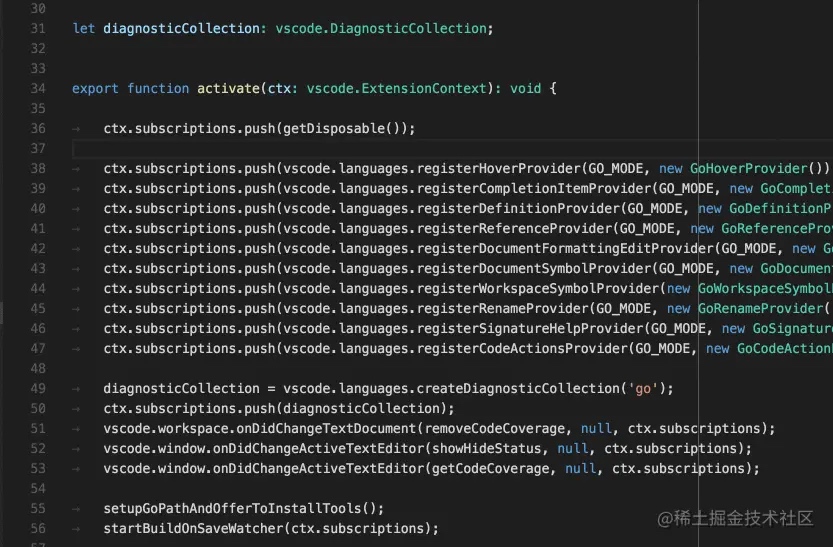 30
31 let diagnosticCollection: vscode.DiagnosticCollection;
32
33
34 export function activate(ctx: vscode.ExtensionContext): void {
35
36 → ctx.subscriptions.push(getDisposable());
37
38 → ctx.subscriptions.push(vscode.languages.registerHoverProvider(GO_MODE, new GoHoverProvider())
39 → ctx.subscriptions.push(vscode.languages.registerCompletionItemProvider(GO_MODE, new GoComplet
40 → ctx.subscriptions.push(vscode.languages.registerDefinitionProvider(GO_MODE, new GoDefinitionP
41 → ctx.subscriptions.push(vscode.languages.registerReferenceProvider(GO_MODE, new GoReferencePro
42 → ctx.subscriptions.push(vscode.languages.registerDocumentFormattingEditProvider(GO_MODE, new G
43 → ctx.subscriptions.push(vscode.languages.registerDocumentSymbolProvider(GO_MODE, new GoDocument
44 → ctx.subscriptions.push(vscode.languages.registerWorkspaceSymbolProvider(new GoWorkspaceSymbol
45 → ctx.subscriptions.push(vscode.languages.registerRenameProvider(GO_MODE, new GoRenameProvider(
46 → ctx.subscriptions.push(vscode.languages.registerSignatureHelpProvider(GO_MODE, new GoSignatur
47 → ctx.subscriptions.push(vscode.languages.registerCodeActionsProvider(GO_MODE, new GoCodeAction
48
49 → diagnosticCollection = vscode.languages.createDiagnosticCollection('go');
50 → ctx.subscriptions.push(diagnosticCollection);
51 → vscode.workspace.onDidChangeTextDocument(removeCodeCoverage, null, ctx.subscriptions);
52 → vscode.window.onDidChangeActiveTextEditor(showHideStatus, null, ctx.subscriptions);
53 → vscode.window.onDidChangeActiveTextEditor(getCodeCoverage, null, ctx.subscriptions);
54
55 → setupGoPathAndOfferToInstallTools();
56 → startBuildOnSaveWatcher(ctx.subscriptions);
@稀土掘金技术社区